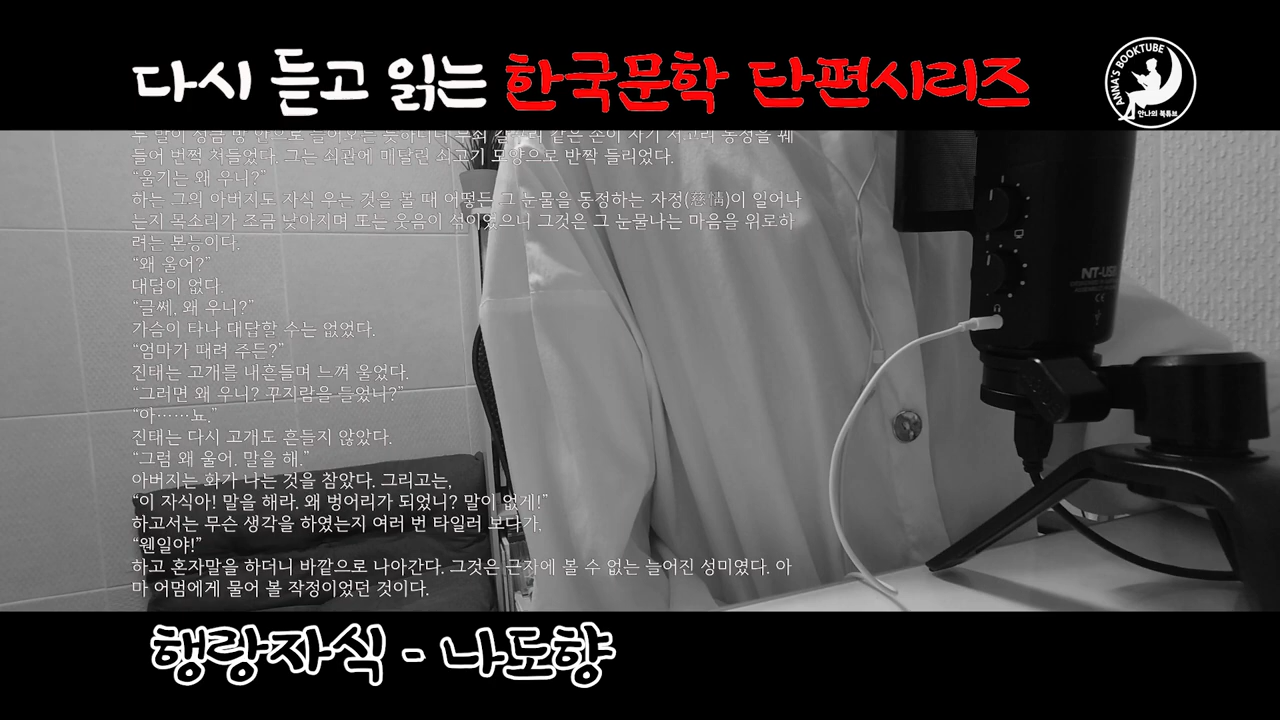 다시 듣고 읽는 한국문학 단편시리즈
ANNA'S BOOKTUBE
안나의 북튜브
들어 번쩍 쳐들었다. 그는 쇠관에 매달린 쇠고기 모양으로 반짝 들리었다.
“울기는 왜 우니?”
하는 그의 아버지도 자식 우는 것을 볼 때 어떻든 그 눈물을 동정하는 자정(慈情)이 일어나
는지 목소리가 조금 낮아지며 또는 웃음이 섞이었으니 그것은 그 눈물나는 마음을 위로하
려는 본능이다.
“왜 울어?”
대답이 없다.
“글쎄, 왜 우니?”
가슴이 타나 대답할 수는 없었다.
“엄마가 때려 주든?”
진태는 고개를 내흔들며 느껴 울었다.
“그러면 왜 우니? 꾸지람을 들었니?”
“아……뇨.”
진태는 다시 고개도 흔들지 않았다.
“그럼 왜 울어. 말을 해.”
아버지는 화가 나는 것을 참았다. 그리고는,
“이 자식아! 말을 해라. 왜 벙어리가 되었니? 말이 없게!”
하고서는 무슨 생각을 하였는지 여러 번 타일러 보다가.
“웬일야!”
하고 혼자말을 하더니 바깥으로 나아간다. 그것은 근자에 볼 수 없는 늘어진 성미였다. 아
마 어멈에게 물어 볼 작정이었던 것이다.
NT-USB
행랑자식 - 나도향